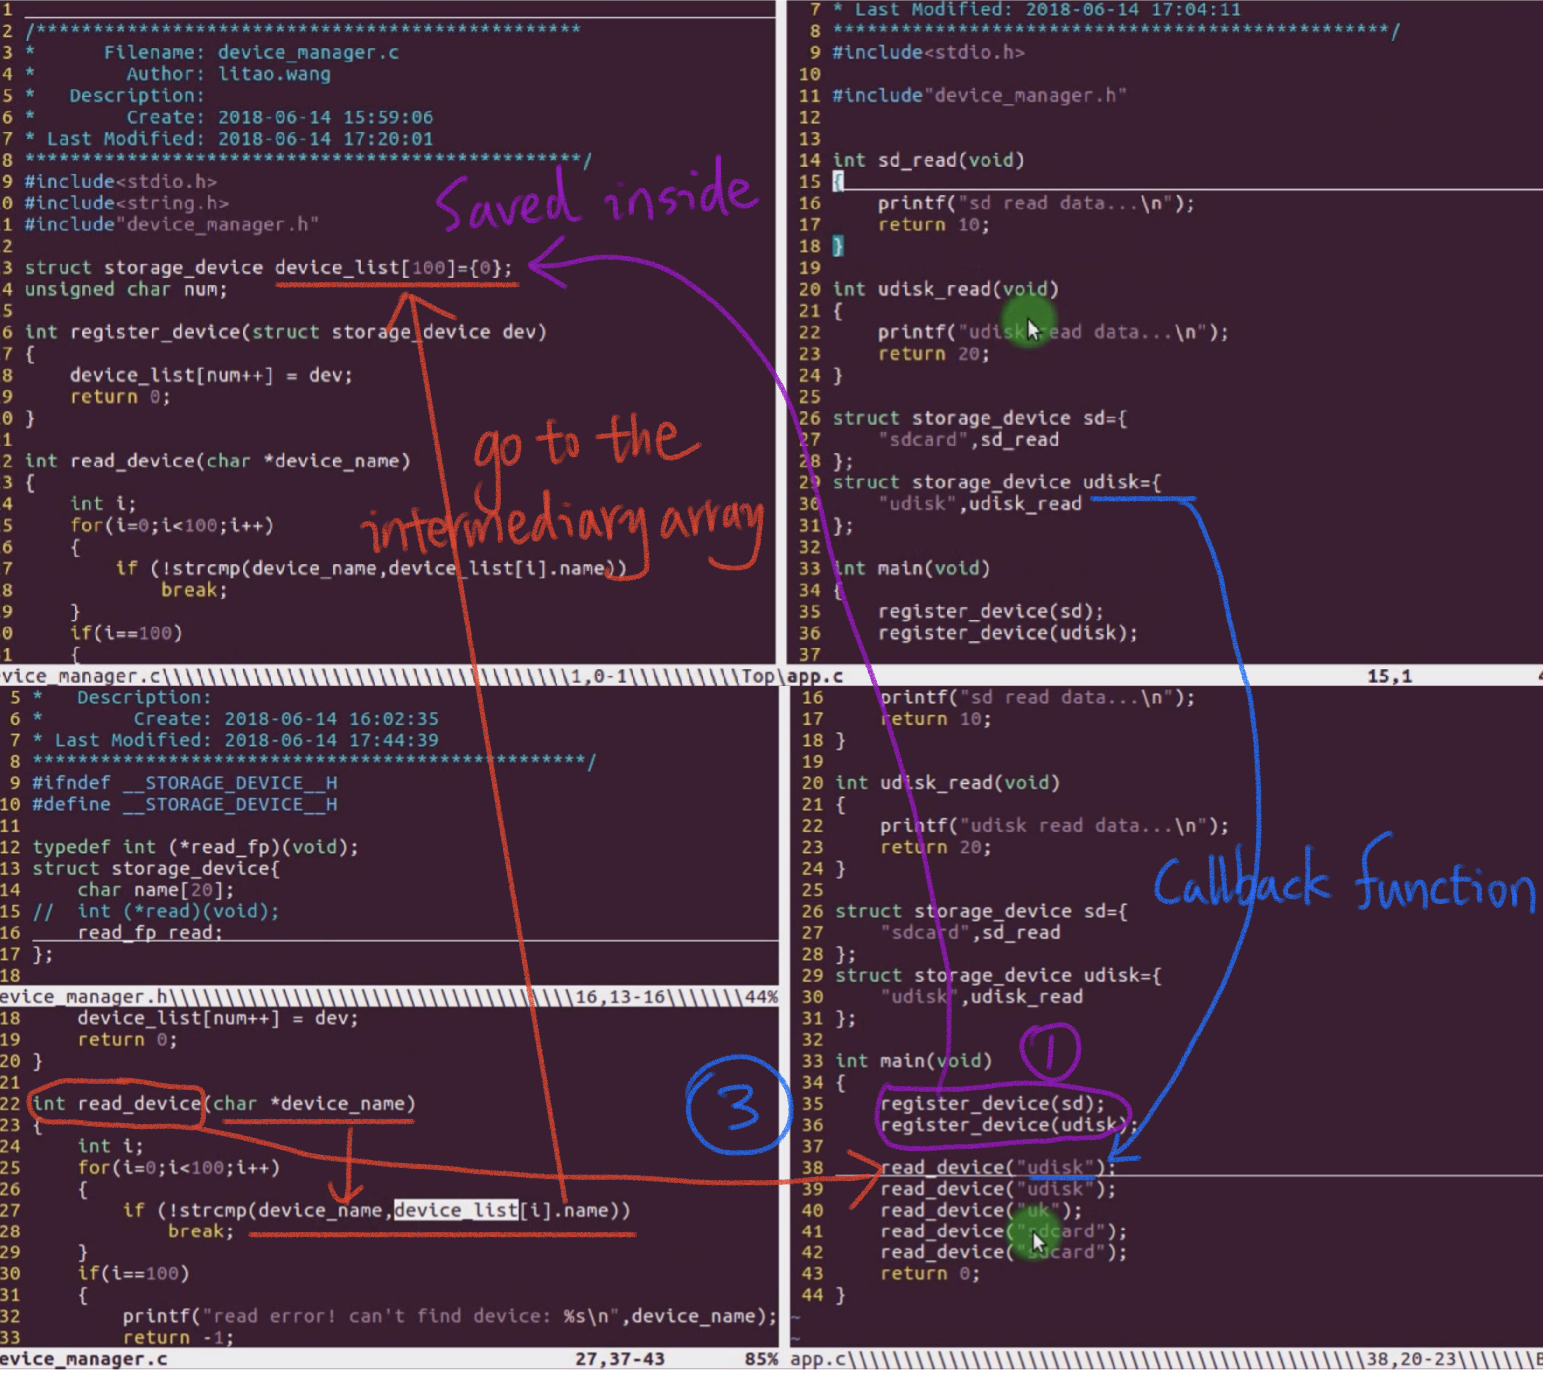 1
2 /************************************************
3 *      Filename: device_manager.c
4 *        Author: litao.wang
5 *   Description:
6 *        Create: 2018-06-14 15:59:06
7 * Last Modified: 2018-06-14 17:20:01
8 *************************************************/
9 #include<stdio.h>
0 #include<string.h>
1 #include"device_manager.h"
2
3 struct storage_device device_list[100]={0};
4 unsigned char num;
5
6 int register_device(struct storage_device dev)
7 {
8     device_list[num++] = dev;
9     return 0;
0 }
1
2 int read_device(char *device_name)
3 {
4     int i;
5     for(i=0;i<100;i++)
6     {
7         if (!strcmp(device_name,device_list[i].name))
8             break;
9     }
0     if(i==100)
1     {
vice_manager.c\\\\\\\\\\\\\\\\\\\\\\\\\\\\\\\\\\\\1,0-1\\\\\\\\\\Top\
Saved inside
go to the
intermediary array
7 * Last Modified: 2018-06-14 17:04:11
8 *************************************************/
9 #include<stdio.h>
10
11 #include"device_manager.h"
12
13
14 int sd_read(void)
15 {
16     printf("sd read data...\n");
17     return 10;
18 }
19
20 int udisk_read(void)
21 {
22     printf("udisk read data...\n");
23     return 20;
24 }
25
26 struct storage_device sd={
27     "sdcard",sd_read
28 };
29 struct storage_device udisk={
30     "udisk",udisk_read
31 };
32
33 int main(void)
34 {
35     register_device(sd);
36     register_device(udisk);
37
app.c 15,1
5 *   Description:
6 *        Create: 2018-06-14 16:02:35
7 * Last Modified: 2018-06-14 17:44:39
8 *************************************************/
9 #ifndef __STORAGE_DEVICE__H
10 #define __STORAGE_DEVICE__H
11
12 typedef int (*read_fp)(void);
13 struct storage_device{
14     char name[20];
15 //  int (*read)(void);
16     read_fp read;
17 };
18
evice_manager.h\\\\\\\\\\\\\\\\\\\\\\\\\\\\\\\\\\\\16,13-16\\\\\\\44%
18     device_list[num++] = dev;
19     return 0;
20 }
21
22 int read_device(char *device_name)
23 {
24     int i;
25     for(i=0;i<100;i++)
26     {
27         if (!strcmp(device_name,device_list[i].name))
28             break;
29     }
30     if(i==100)
31     {
32         printf("read error! can't find device: %s\n",device_name);
33         return -1;
evice_manager.c 27,37-43 85%
3
16     printf("sd read data...\n");
17     return 10;
18 }
19
20 int udisk_read(void)
21 {
22     printf("udisk read data...\n");
23     return 20;
24 }
25
26 struct storage_device sd={
27     "sdcard",sd_read
28 };
29 struct storage_device udisk={
30     "udisk",udisk_read
31 };
32
33 int main(void)
34 {
35     register_device(sd);
36     register_device(udisk);
37
38     read_device("udisk");
39     read_device("udisk");
40     read_device("uk");
41     read_device("sdcard");
42     read_device("sdcard");
43     return 0;
44 }
~
~
app.c\\\\\\\\\\\\\\\\\\\\\\\\\\\\\\\\\\\\\\\\\\\\\\38,20-23\\\\\\\B
Callback function
1